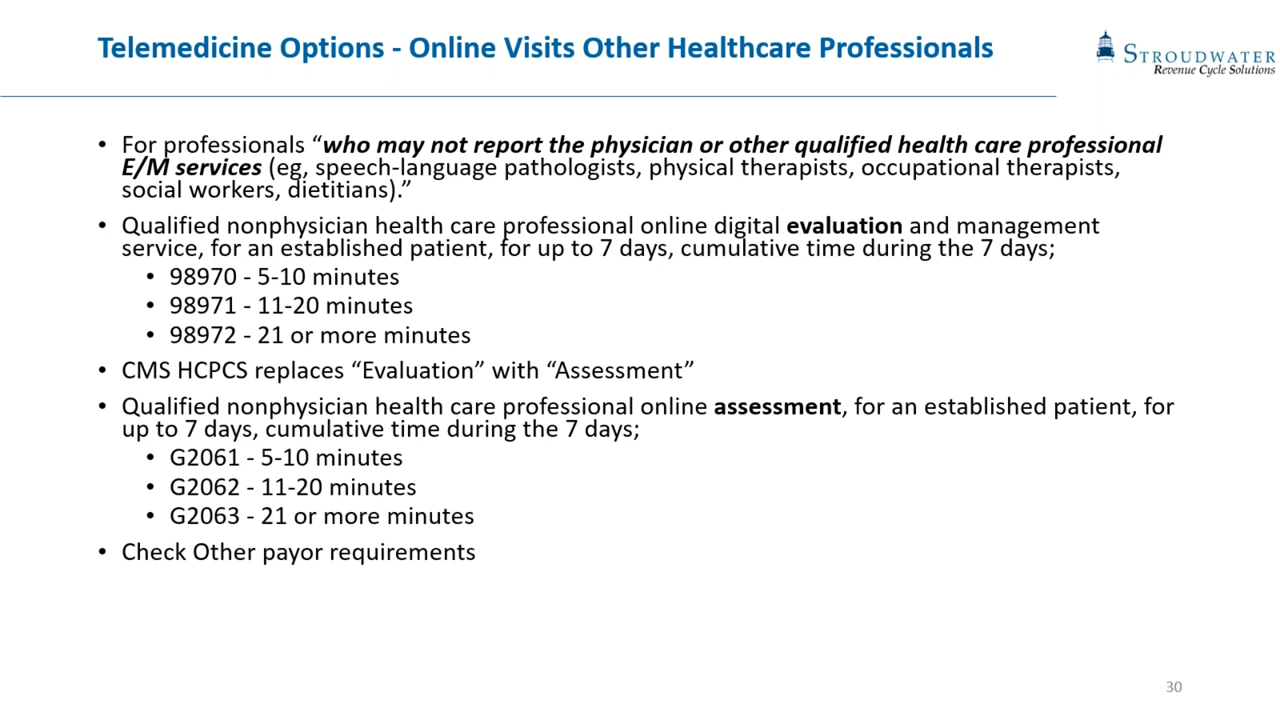 Telemedicine Options - Online Visits Other Healthcare Professionals
STROUDWATER
Revenue Cycle Solutions
• For professionals “who may not report the physician or other qualified health care professional
E/M services (eg, speech-language pathologists, physical therapists, occupational therapists,
social workers, dietitians).”
• Qualified nonphysician health care professional online digital evaluation and management
service, for an established patient, for up to 7 days, cumulative time during the 7 days;
• 98970 - 5-10 minutes
• 98971 - 11-20 minutes
• 98972 - 21 or more minutes
• CMS HCPCS replaces “Evaluation” with “Assessment”
• Qualified nonphysician health care professional online assessment, for an established patient, for
up to 7 days, cumulative time during the 7 days;
• G2061 - 5-10 minutes
• G2062 - 11-20 minutes
• G2063 - 21 or more minutes
• Check Other payor requirements
30